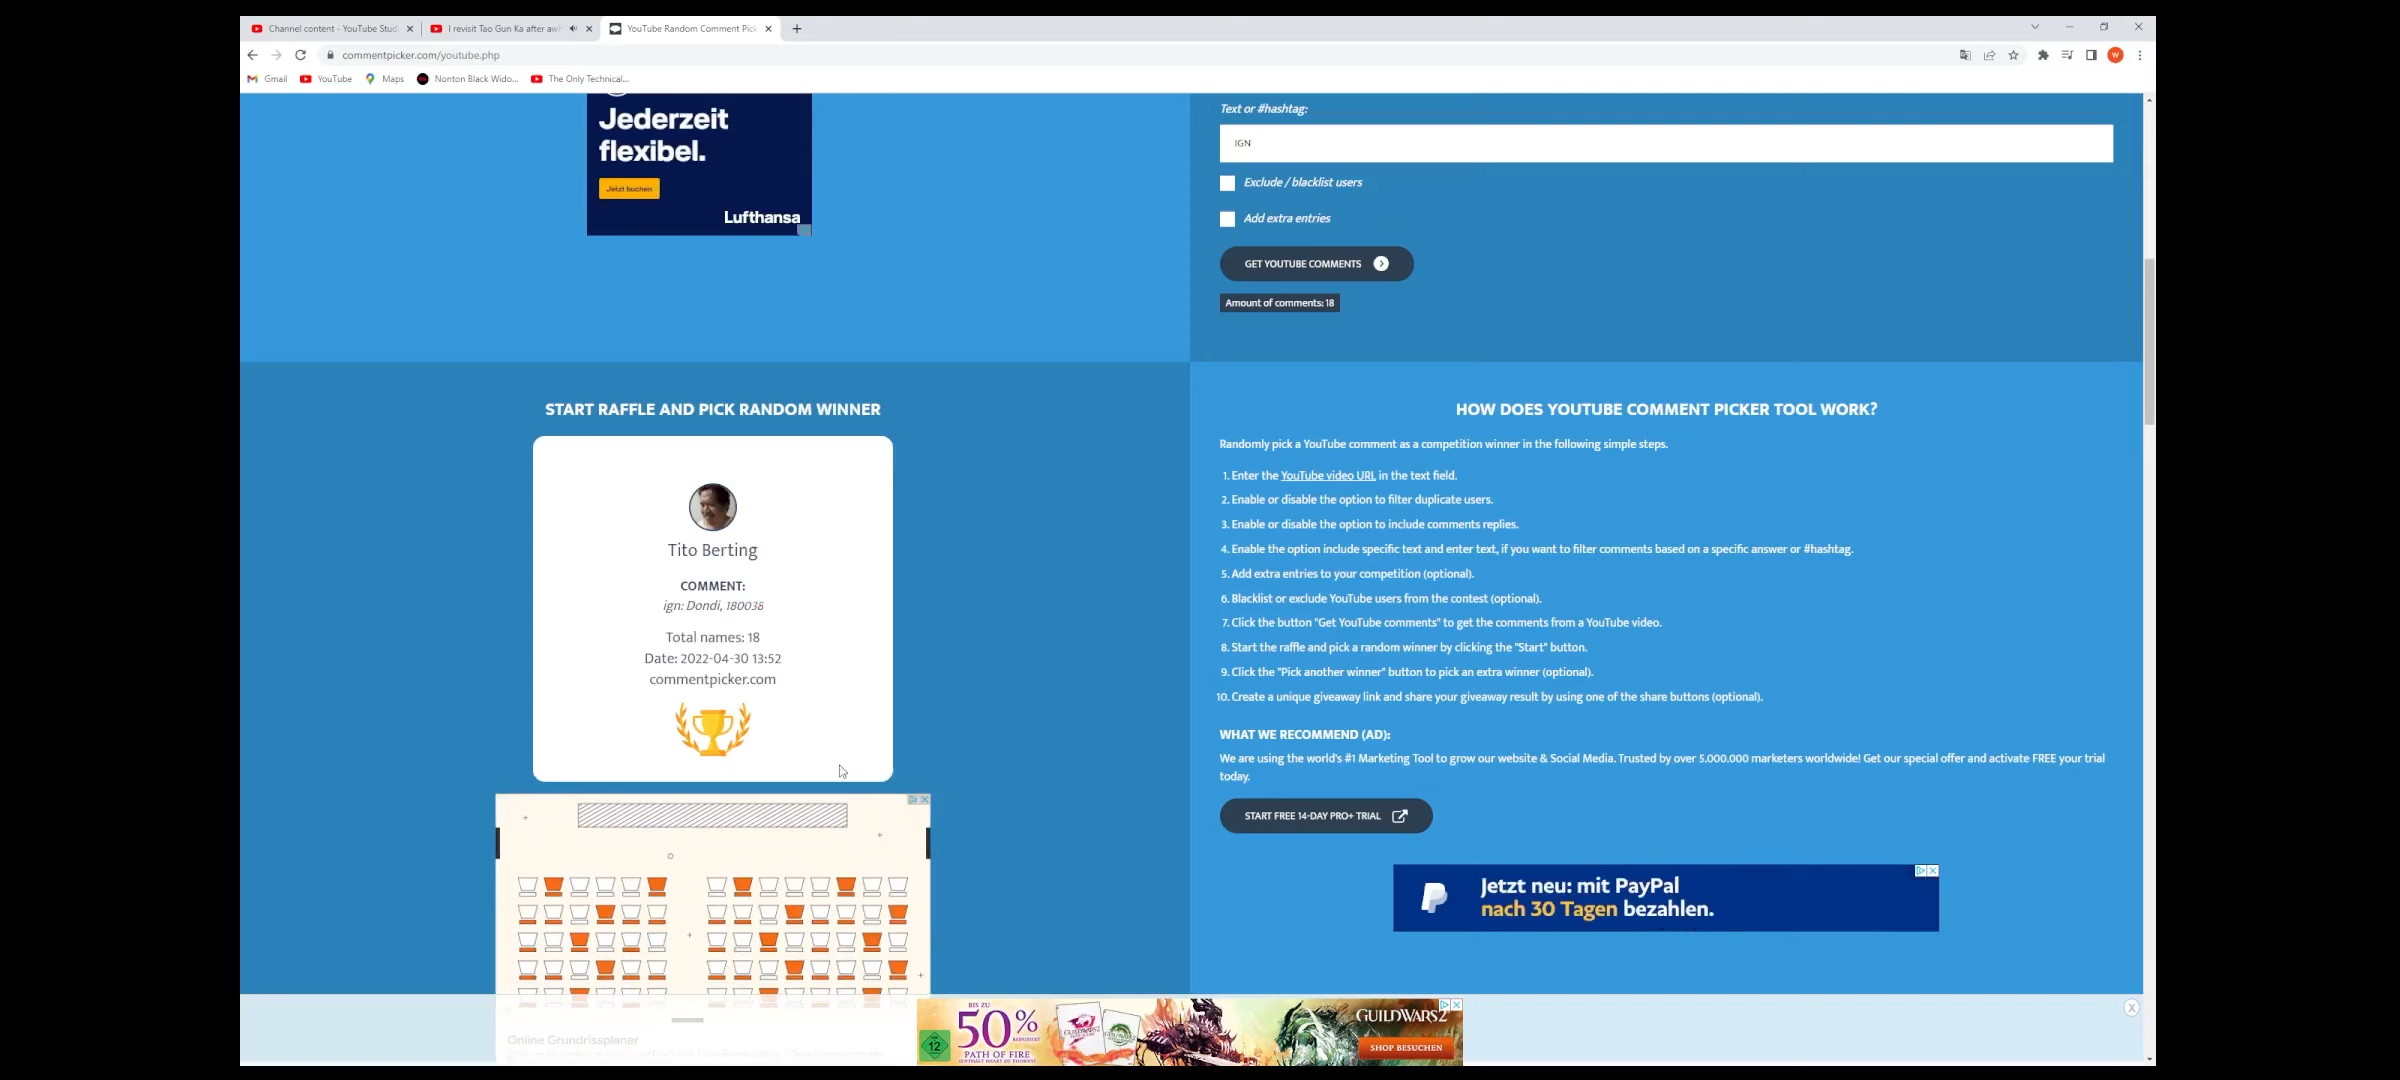 Channel content - YouTube Stud
I revisit Tao Gun Ka after awh
YouTube Random Comment Pick
commentpicker.com/youtube.php
W
Gmail
YouTube
Maps
Nonton Black Wido...
The Only Technical...
Jederzeit
flexibel.
Jetzt buchen
Lufthansa
Text or #hashtag:
IGN
Exclude / blacklist users
Add extra entries
GET YOUTUBE COMMENTS
Amount of comments: 18
START RAFFLE AND PICK RANDOM WINNER
Tito Berting
COMMENT:
ign: Dondi, 180038
Total names: 18
Date: 2022-04-30 13:52
commentpicker.com
HOW DOES YOUTUBE COMMENT PICKER TOOL WORK?
Randomly pick a YouTube comment as a competition winner in the following simple steps.
1. Enter the YouTube video URL in the text field.
2. Enable or disable the option to filter duplicate users.
3. Enable or disable the option to include comments replies.
4. Enable the option include specific text and enter text, if you want to filter comments based on a specific answer or #hashtag.
5. Add extra entries to your competition (optional).
6. Blacklist or exclude YouTube users from the contest (optional).
7. Click the button "Get YouTube comments" to get the comments from a YouTube video.
8. Start the raffle and pick a random winner by clicking the "Start" button.
9. Click the "Pick another winner" button to pick an extra winner (optional).
10. Create a unique giveaway link and share your giveaway result by using one of the share buttons (optional).
WHAT WE RECOMMEND (AD):
We are using the world's #1 Marketing Tool to grow our website & Social Media. Trusted by over 5.000.000 marketers worldwide! Get our special offer and activate FREE your trial
today.
START FREE 14-DAY PRO+ TRIAL
Jetzt neu: mit PayPal
nach 30 Tagen bezahlen.
Online Grundrissplaner
12
BIS ZU
50%
REDUZIERT
PATH OF FIRE
ENTHÄLT HEART OF THORNS!
GUILD WARS 2
SHOP BESUCHEN